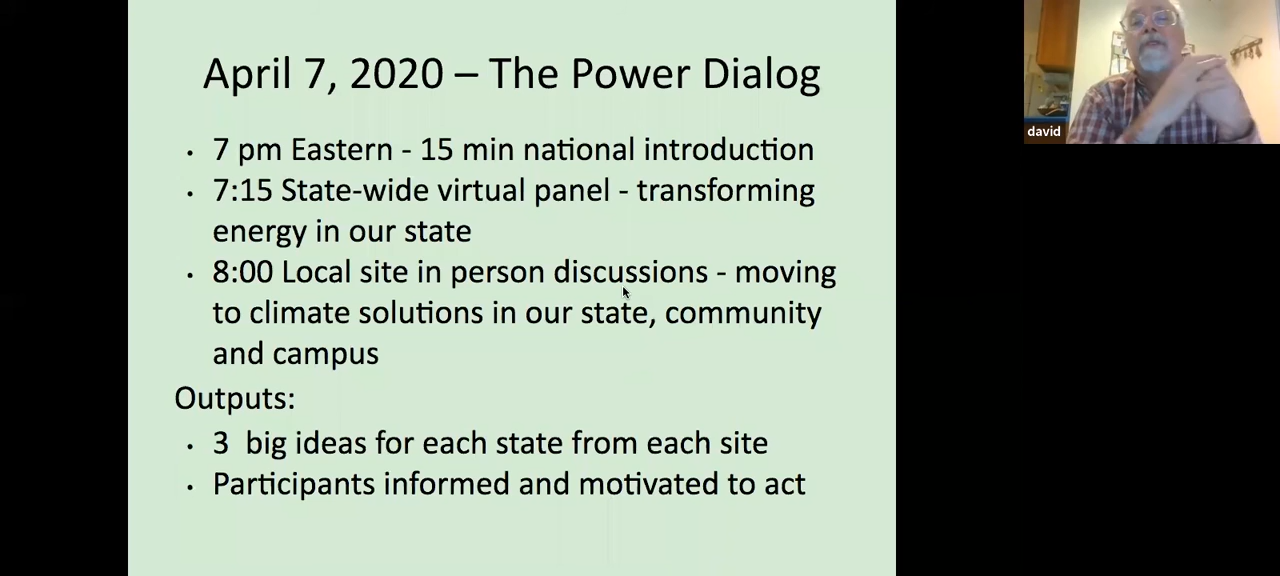 April 7, 2020 – The Power Dialog
• 7 pm Eastern - 15 min national introduction
• 7:15 State-wide virtual panel - transforming
energy in our state
• 8:00 Local site in person discussions - moving
to climate solutions in our state, community
and campus
Outputs:
• 3  big ideas for each state from each site
• Participants informed and motivated to act
david